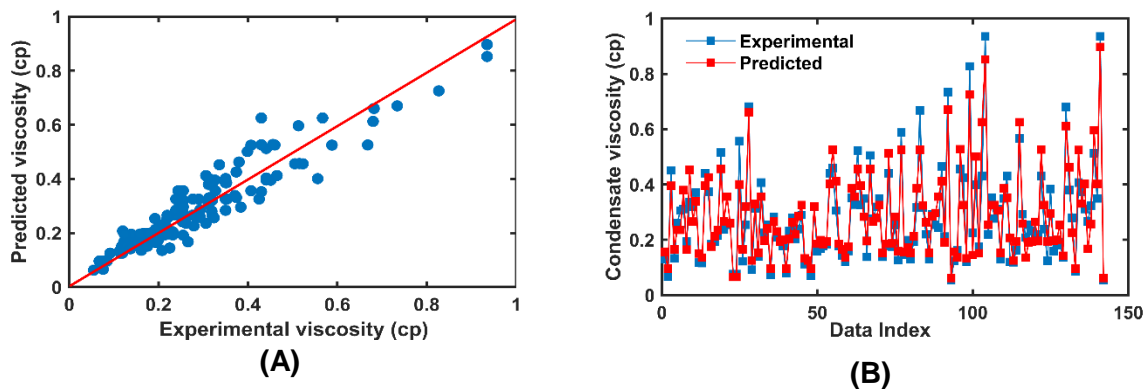 Predicted viscosity (cp)
1
0.8
0.6
0.4
0.2
0
0
0.2
0.4
0.6
0.8
1
Experimental viscosity (cp)
(A)
Condensate viscosity (cp)
1
0.8
0.6
0.4
0.2
0
Experimental
Predicted
0
50
100
150
Data Index
(B)